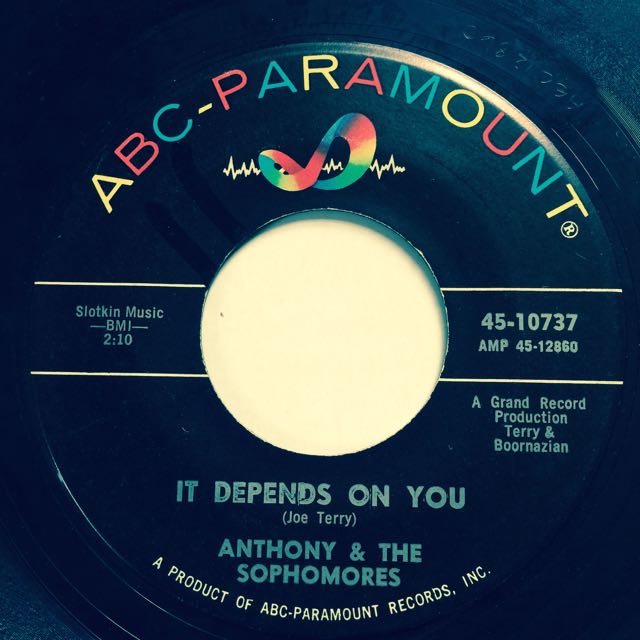 ABC-PARAMOUNT®
Slotkin Music
—BMI—
2:10
45-10737
AMP 45-12860
A Grand Record
Production
Terry &
Boornazian
IT DEPENDS ON YOU
(Joe Terry)
ANTHONY & THE
SOPHOMORES
A PRODUCT OF ABC-PARAMOUNT RECORDS, INC.